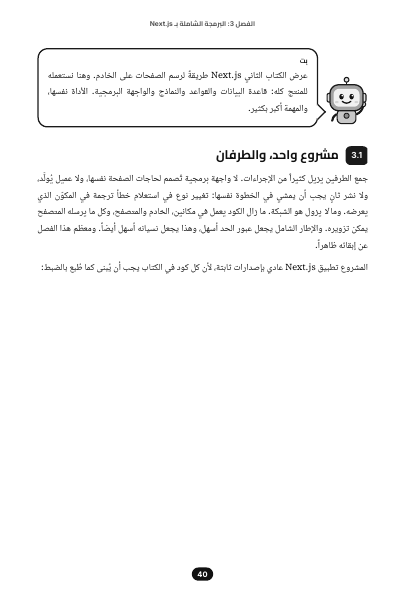 الفصل 3: البرمجة الشاملة بـ Next.js
بِت
عرض الكتاب الثاني Next.js طريقةً لرسم الصفحات على الخادم. وهنا نستعمله
للمنتج كله: قاعدة البيانات والقواعد والنماذج والواجهة البرمجية. الأداة نفسها،
والمهمة أكبر بكثير.
3.1 مشروع واحد، والطرفان
جمع الطرفين يزيل كثيراً من الإجراءات. لا واجهة برمجية تُصمم لحاجات الصفحة نفسها، ولا عميل يُولَّد،
ولا نشر ثانٍ يجب أن يمشي في الخطوة نفسها: تغيير نوع في استعلام خطأُ ترجمة في المكوّن الذي
يعرضه. وما لا يزول هو الشبكة. ما زال الكود يعمل في مكانين، الخادم والمتصفح، وكل ما يرسله المتصفح
يمكن تزويره. والإطار الشامل يجعل عبور الحد أسهل، وهذا يجعل نسيانه أسهل أيضاً. ومعظم هذا الفصل
عن إبقائه ظاهراً.
المشروع تطبيق Next.js عادي بإصدارات ثابتة، لأن كل كود في الكتاب يجب أن يُبنى كما طُبع بالضبط:
40